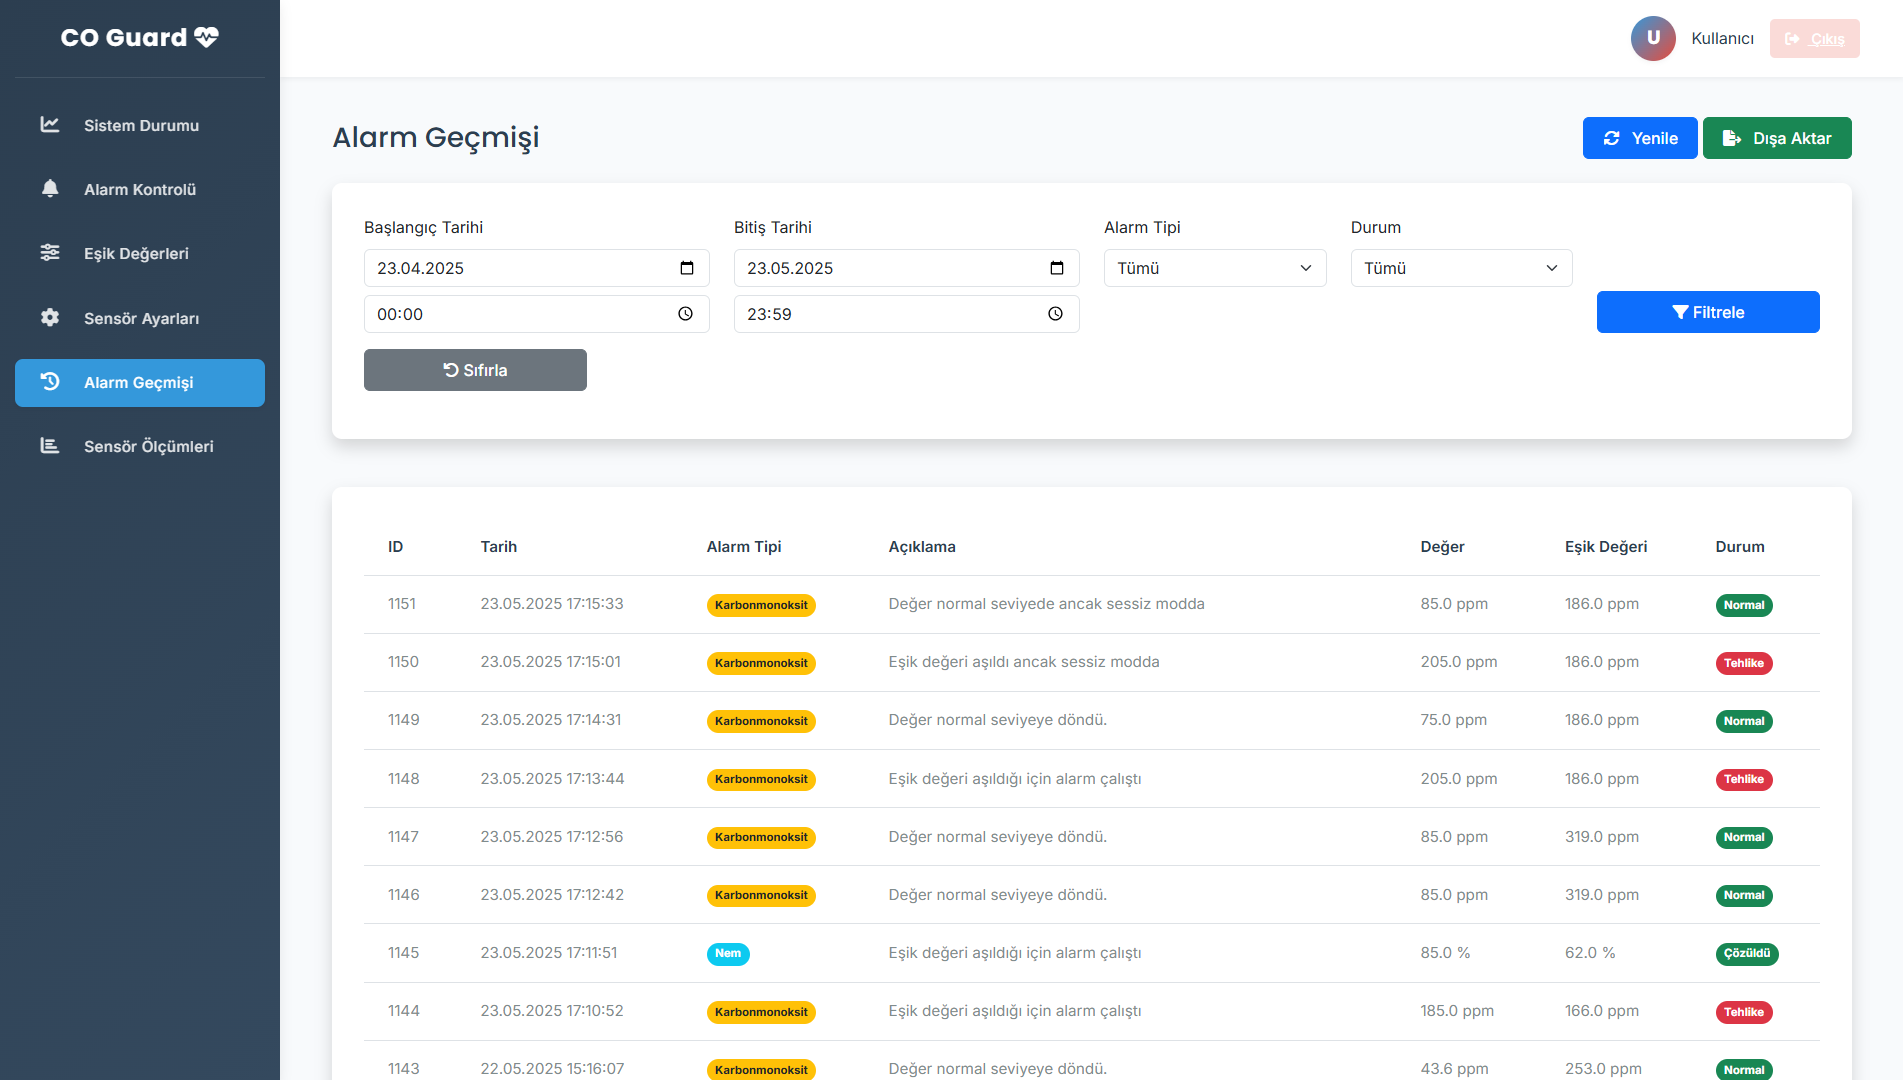 CO Guard
Sistem Durumu
Alarm Kontrolü
Eşik Değerleri
Sensör Ayarları
Alarm Geçmişi
Sensör Ölçümleri
U Kullanıcı Çıkış
Alarm Geçmişi
Yenile Dışa Aktar
Başlangıç Tarihi Bitiş Tarihi Alarm Tipi Durum
23.04.2025 23.05.2025 Tümü Tümü
00:00 23:59 Filtrele
Sıfırla
ID Tarih Alarm Tipi Açıklama Değer Eşik Değeri Durum
1151 23.05.2025 17:15:33 Karbonmonoksit Değer normal seviyede ancak sessiz modda 85.0 ppm 186.0 ppm Normal
1150 23.05.2025 17:15:01 Karbonmonoksit Eşik değeri aşıldı ancak sessiz modda 205.0 ppm 186.0 ppm Tehlike
1149 23.05.2025 17:14:31 Karbonmonoksit Değer normal seviyeye döndü. 75.0 ppm 186.0 ppm Normal
1148 23.05.2025 17:13:44 Karbonmonoksit Eşik değeri aşıldığı için alarm çalıştı 205.0 ppm 186.0 ppm Tehlike
1147 23.05.2025 17:12:56 Karbonmonoksit Değer normal seviyeye döndü. 85.0 ppm 319.0 ppm Normal
1146 23.05.2025 17:12:42 Karbonmonoksit Değer normal seviyeye döndü. 85.0 ppm 319.0 ppm Normal
1145 23.05.2025 17:11:51 Nem Eşik değeri aşıldığı için alarm çalıştı 85.0 % 62.0 % Çözüldü
1144 23.05.2025 17:10:52 Karbonmonoksit Eşik değeri aşıldığı için alarm çalıştı 185.0 ppm 166.0 ppm Tehlike
1143 22.05.2025 15:16:07 Karbonmonoksit Değer normal seviyeye döndü. 43.6 ppm 253.0 ppm Normal